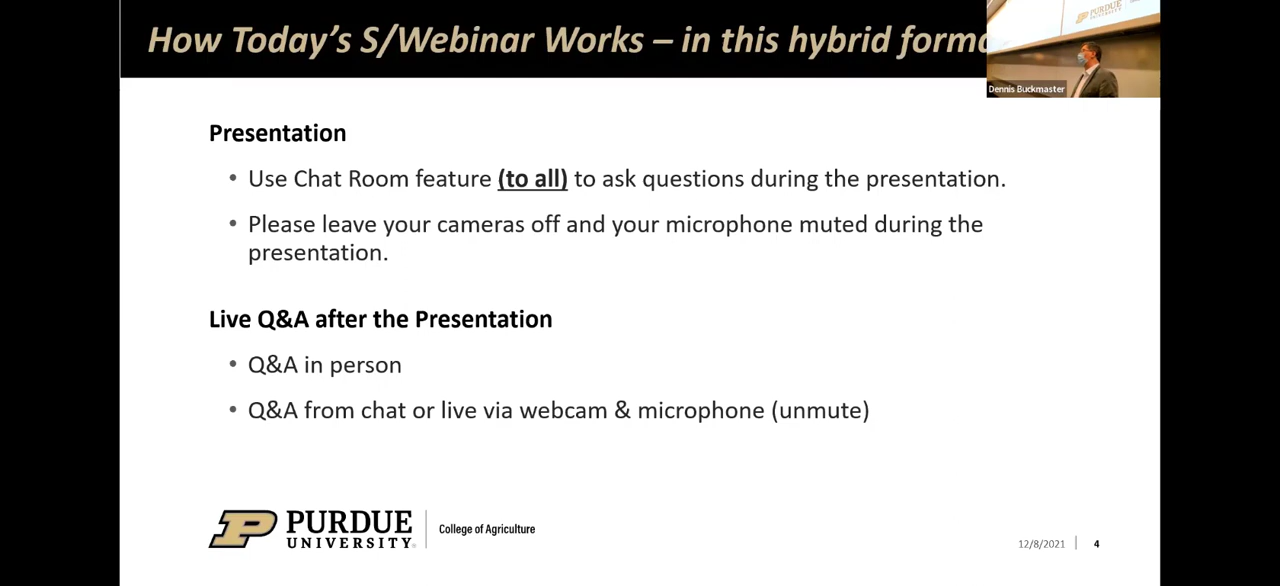 How Today's S/Webinar Works – in this hybrid forma
PURDUE
UNIVERSITY
Dennis Buckmaster
Presentation
• Use Chat Room feature (to all) to ask questions during the presentation.
• Please leave your cameras off and your microphone muted during the
presentation.
Live Q&A after the Presentation
• Q&A in person
• Q&A from chat or live via webcam & microphone (unmute)
PURDUE
UNIVERSITY®
College of Agriculture
12/8/2021
4